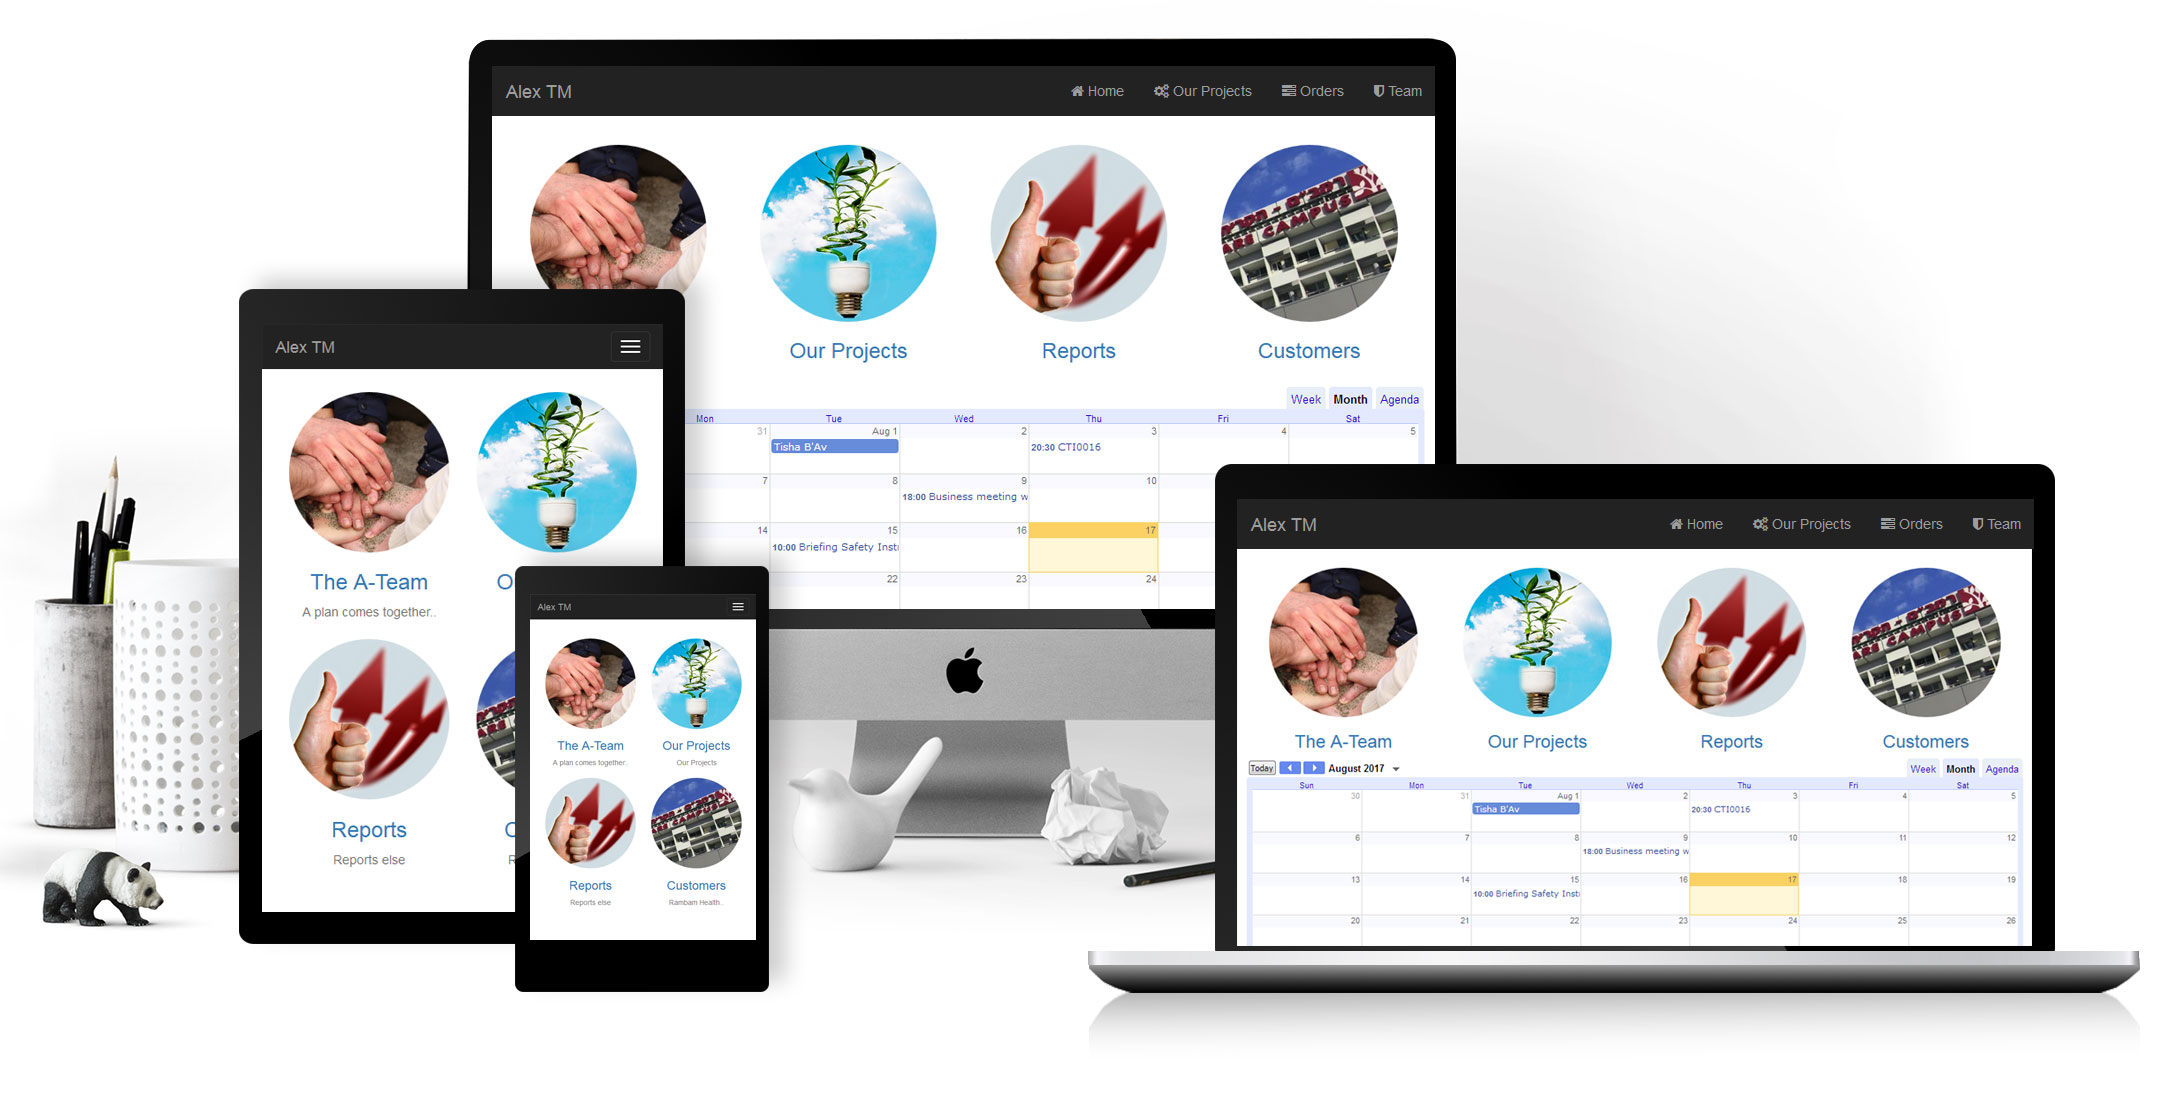 Alex TM
Home Our Projects Orders Team
Our Projects Reports Customers
Week Month Agenda
Mon Tue Wed Thu Fri Sat
31 Aug 1 2 3 4 5
Tisha B'Av
20:30 CTI0016
7 8 9 10
18:00 Business meeting w
14 15 16 17
10:00 Briefing Safety Inst
22 23 24
Alex TM
The A-Team
A plan comes together..
Reports
Reports else
Alex TM
The A-Team Our Projects
A plan comes together.. Our Projects
Reports Customers
Reports else Rambam Health..
Alex TM
Home Our Projects Orders Team
The A-Team Our Projects Reports Customers
Today August 2017 Week Month Agenda
Sun Mon Tue Wed Thu Fri Sat
30 31 Aug 1 2 3 4 5
Tisha B'Av
20:30 CTI0016
6 7 8 9 10 11 12
18:00 Business meeting w
13 14 15 16 17 18 19
10:00 Briefing Safety Inst
20 21 22 23 24 25 26